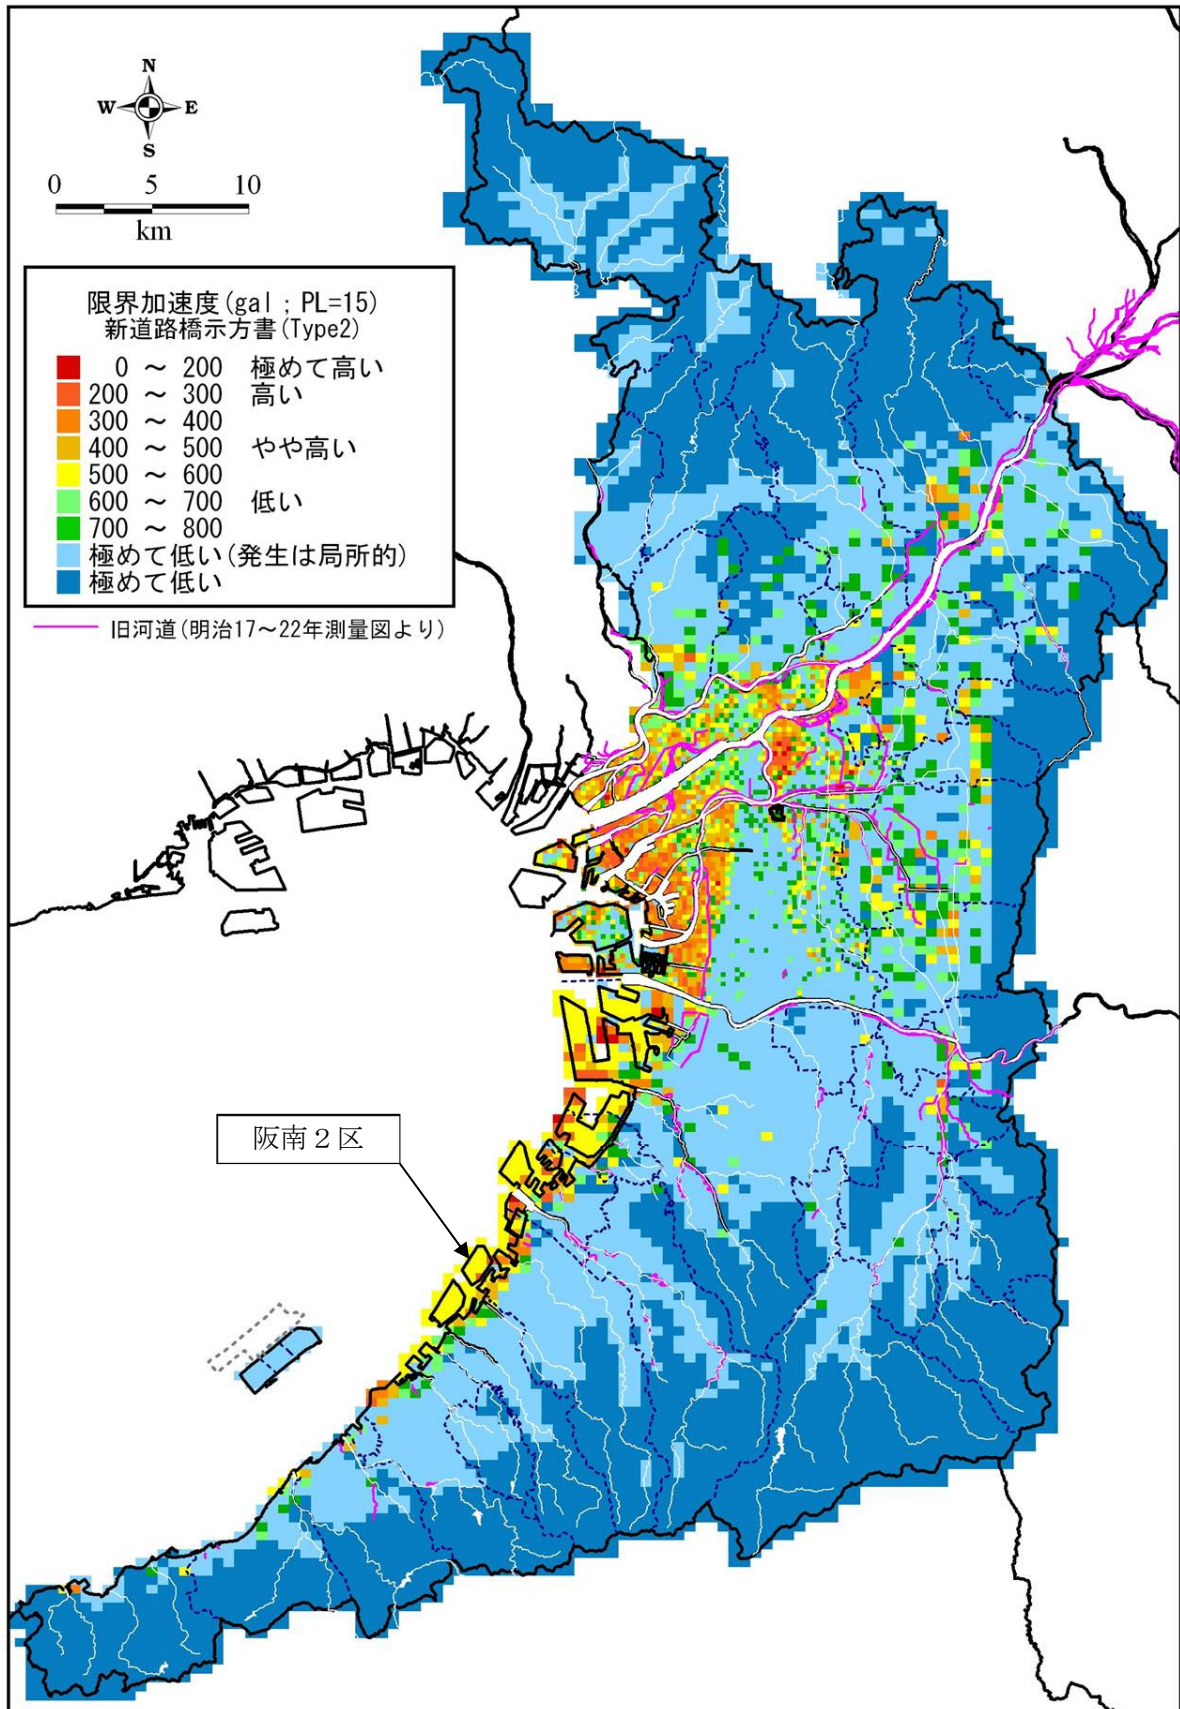 N
W E
S
0 5 10
km
限界加速度(gal ; PL=15)
新道路橋示方書(Type2)
0 ～ 200 極めて高い
200 ～ 300 高い
300 ～ 400
400 ～ 500 やや高い
500 ～ 600
600 ～ 700 低い
700 ～ 800
極めて低い(発生は局所的)
極めて低い
旧河道(明治17～22年測量図より)
阪南２区